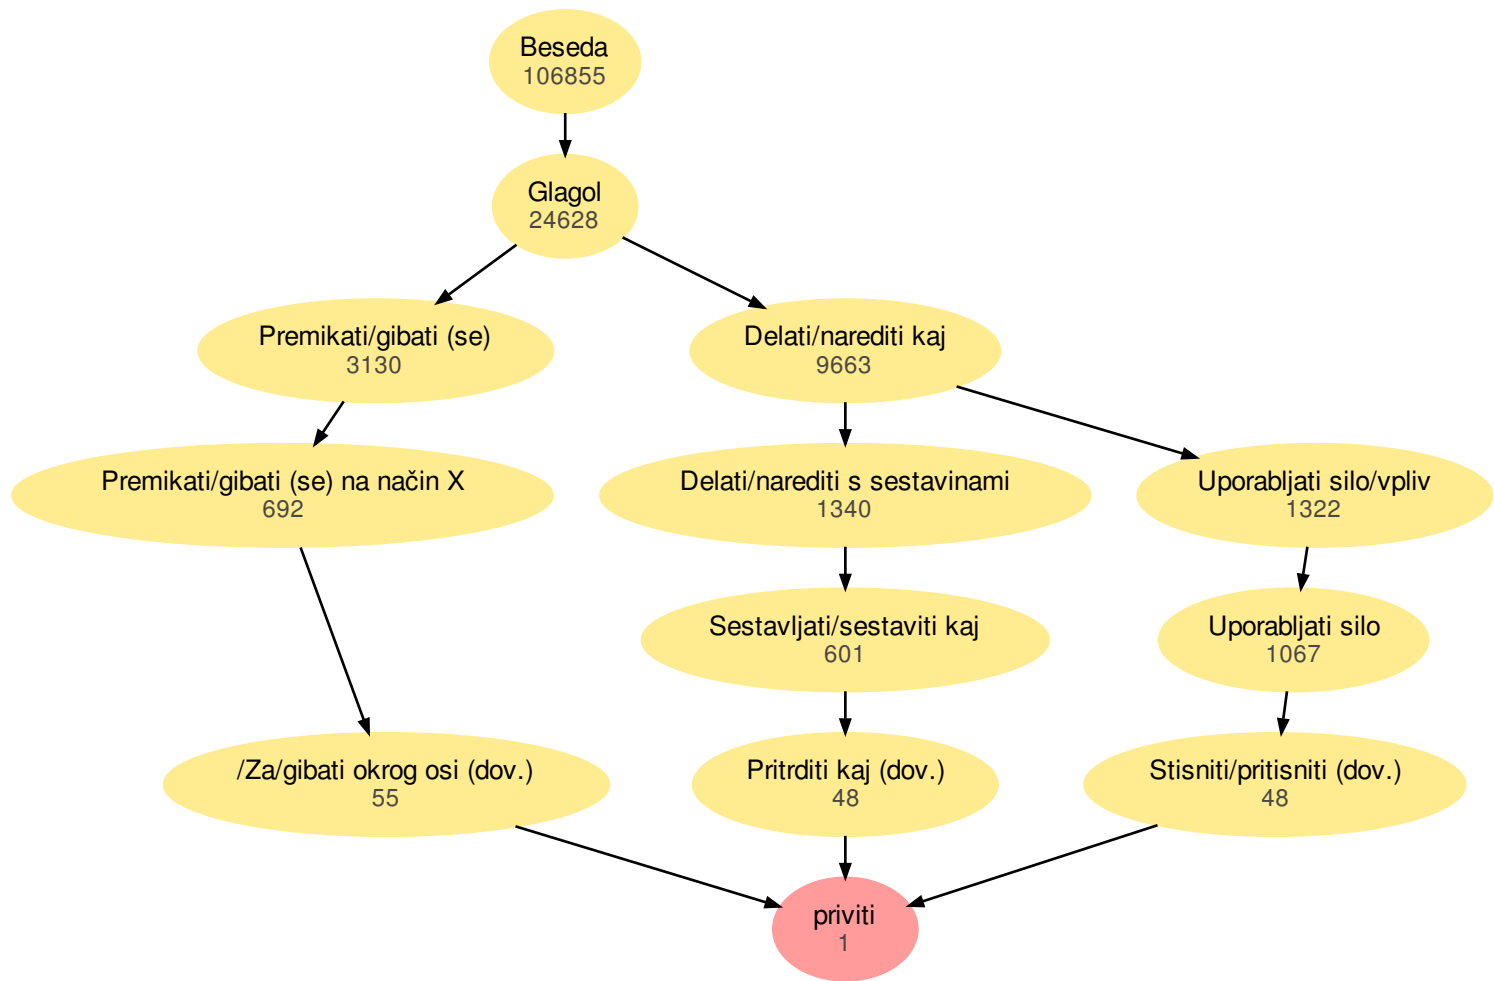 Beseda
106855
Glagol
24628
Premikati/gibati (se)
3130
Delati/narediti kaj
9663
Premikati/gibati (se) na način X
692
Delati/narediti s sestavinami
1340
Uporabljati silo/vpliv
1322
Sestavljati/sestaviti kaj
601
Uporabljati silo
1067
/Za/gibati okrog osi (dov.)
55
Pritrditi kaj (dov.)
48
Stisniti/pritisniti (dov.)
48
priviti
1